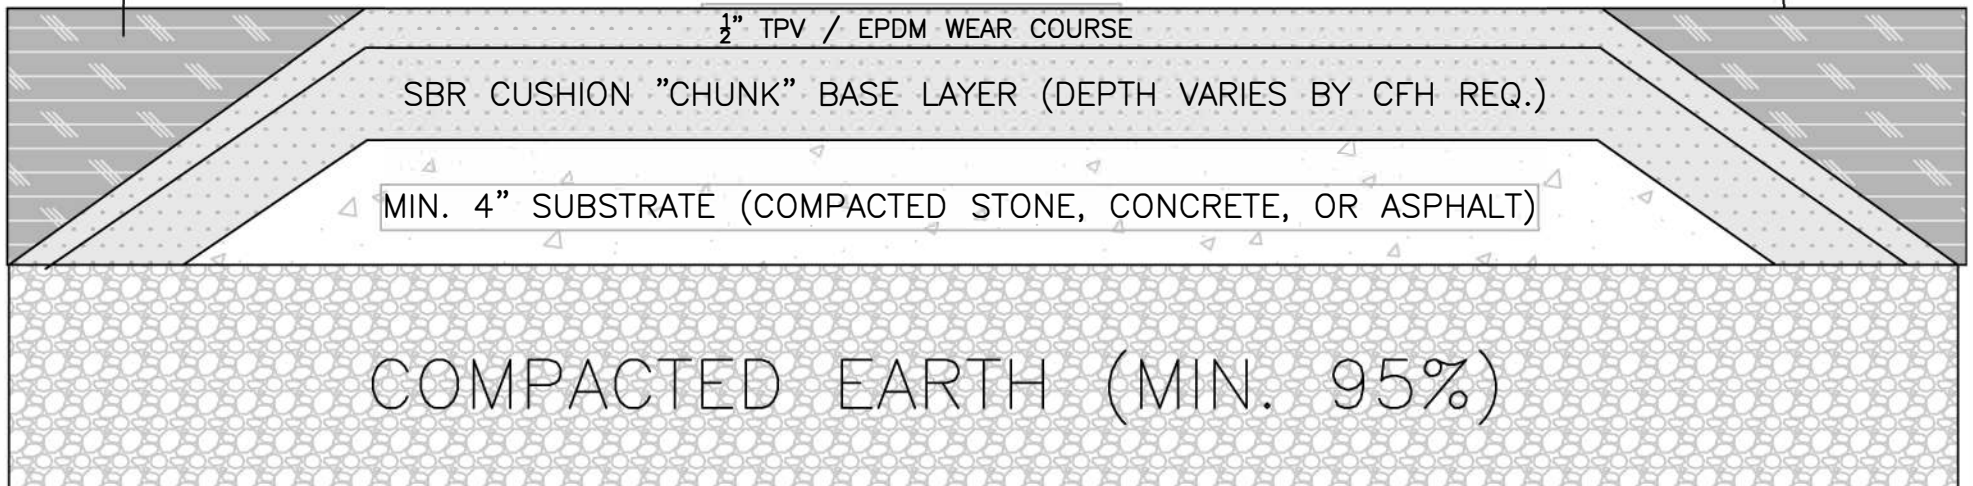 ½” TPV / EPDM WEAR COURSE
SBR CUSHION ”CHUNK” BASE LAYER (DEPTH VARIES BY CFH REQ.)
MIN. 4” SUBSTRATE (COMPACTED STONE, CONCRETE, OR ASPHALT)
COMPACTED EARTH (MIN. 95%)